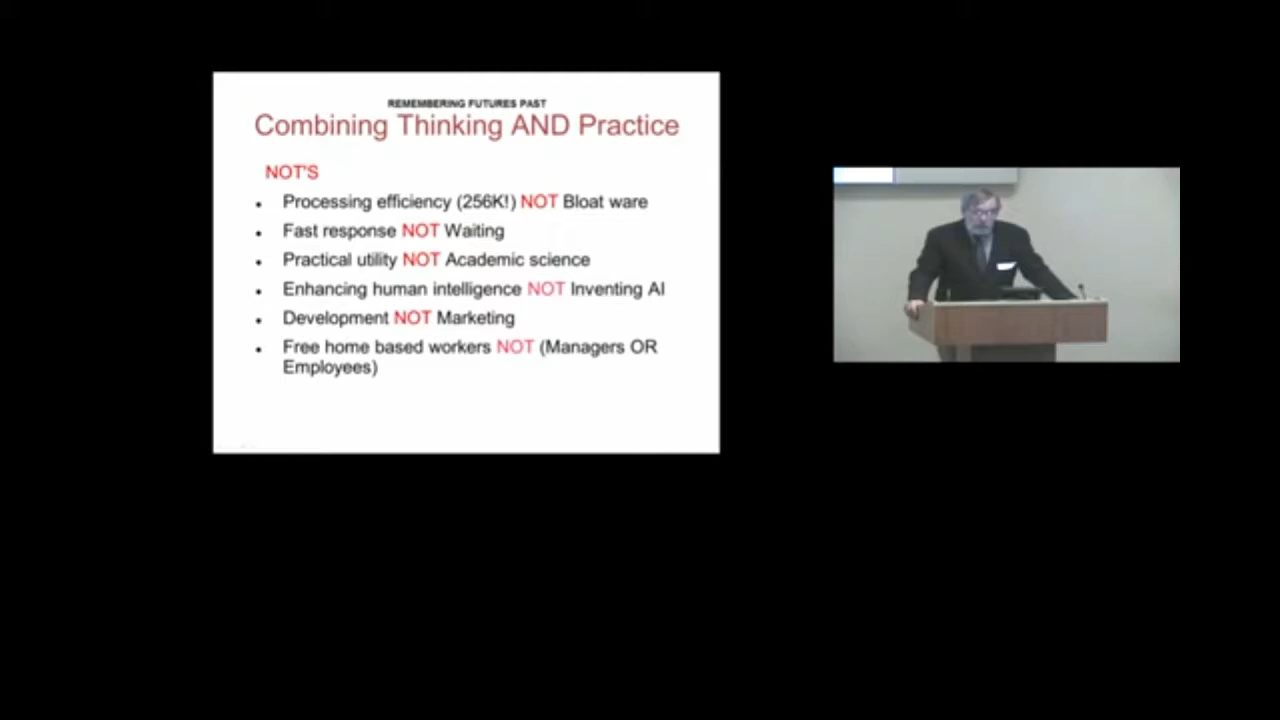 REMEMBERING FUTURES PAST
Combining Thinking AND Practice
NOT'S
• Processing efficiency (256K!) NOT Bloat ware
• Fast response NOT Waiting
• Practical utility NOT Academic science
• Enhancing human intelligence NOT Inventing AI
• Development NOT Marketing
• Free home based workers NOT (Managers OR
Employees)